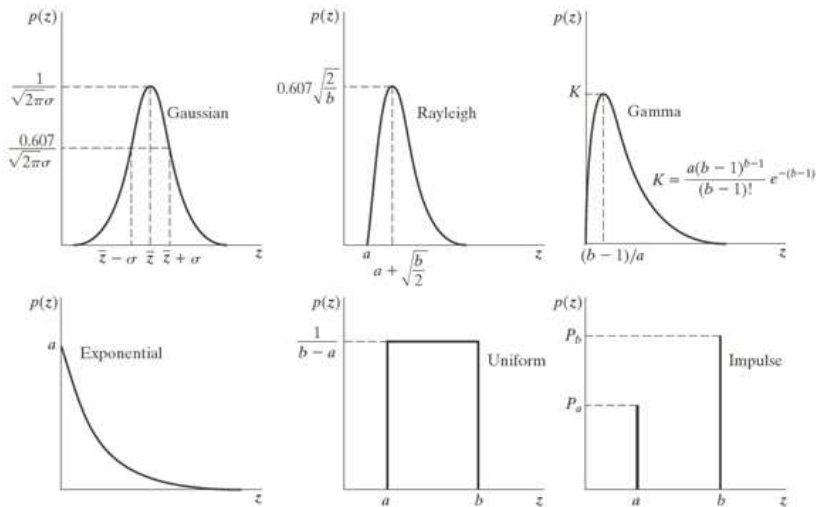 p(z)
1/√2πσ
Gaussian
0.607/√2πσ
z̄ − σ z̄ z̄ + σ z
p(z)
0.607√2/b
Rayleigh
a
a + √b/2
z
p(z)
K
Gamma
K = a(b − 1)^b−1/(b − 1)! e^−(b−1)
(b − 1)/a z
p(z)
a
Exponential
z
p(z)
1/b − a
Uniform
a b z
p(z)
P_b
Impulse
P_a
a b z